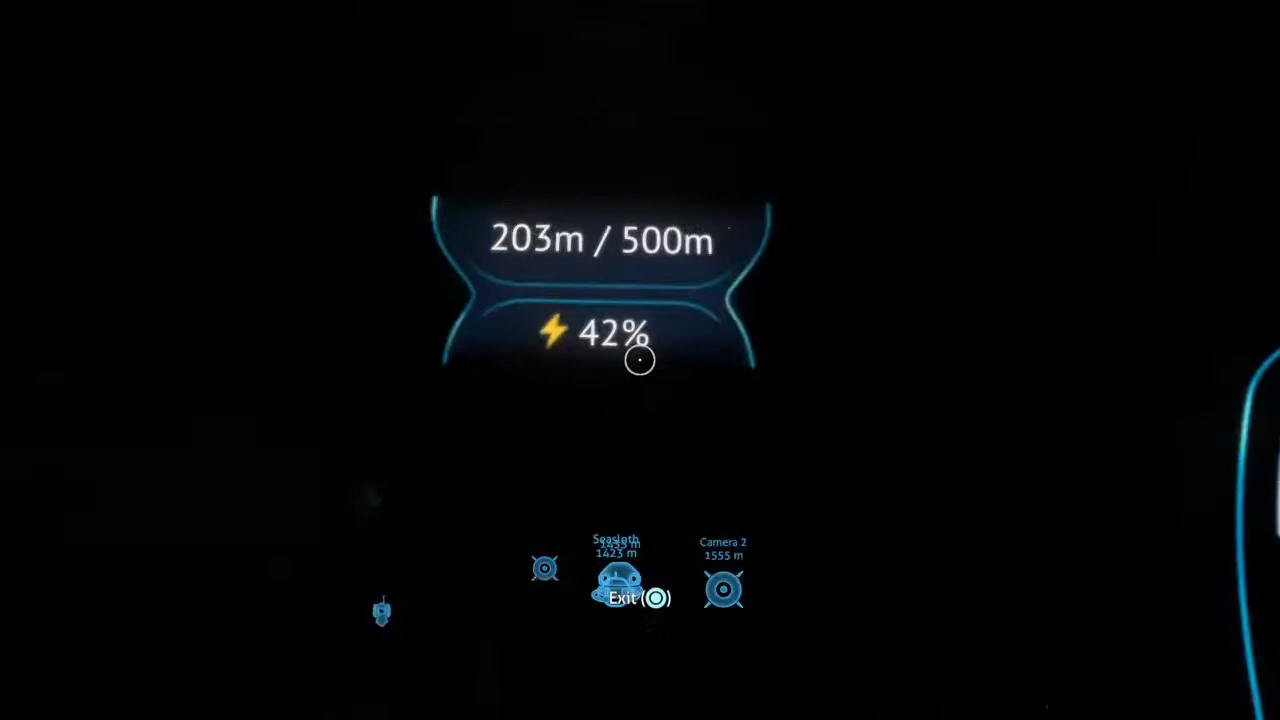 203m / 500m
42%
Seasloth
1423 m
Camera 2
1555 m
Exit